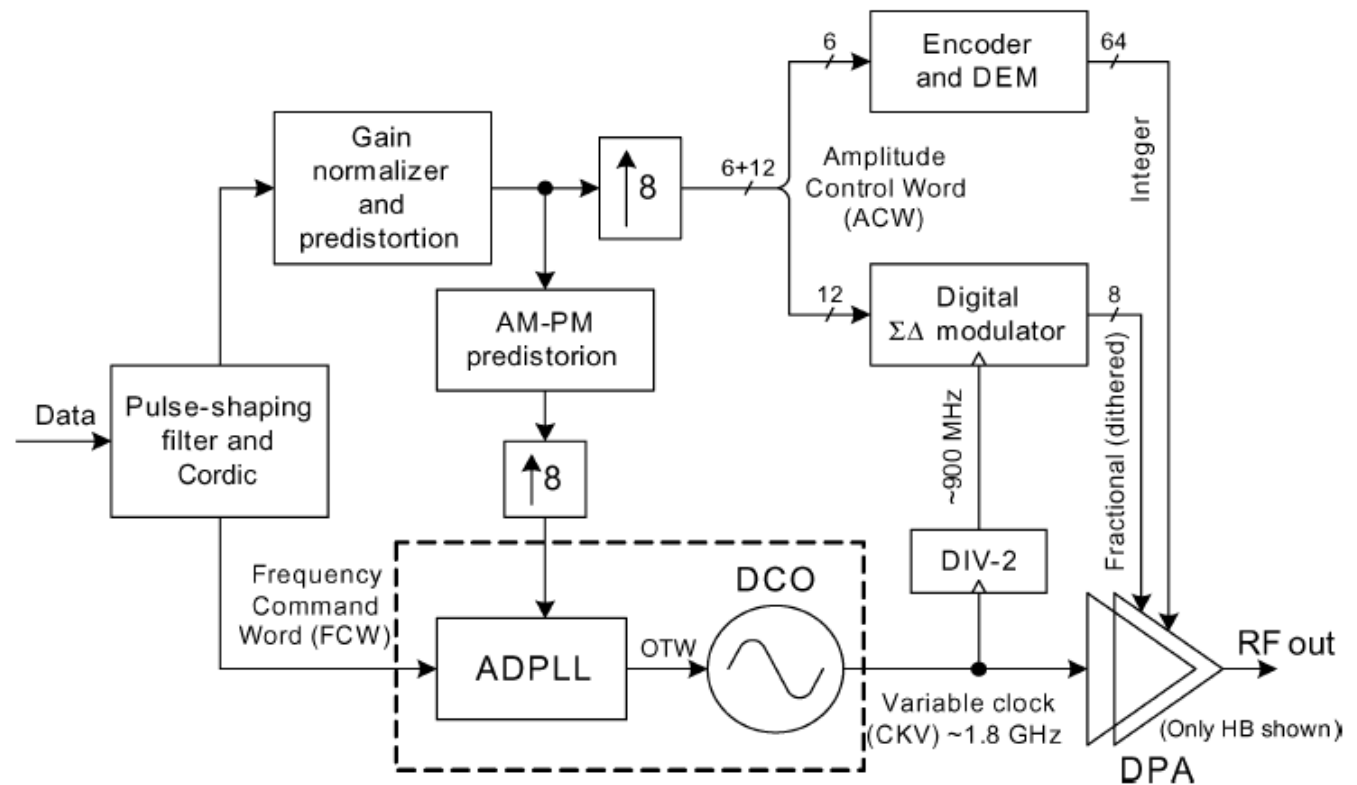 6
Encoder
and DEM
64
Gain
normalizer
and
predistortion
8
6+12
Amplitude
Control Word
(ACW)
Integer
12
Digital
ΣΔ modulator
8
AM-PM
predistorion
Data
Pulse-shaping
filter and
Cordic
8
~900 MHz
Fractional (dithered)
DIV-2
Frequency
Command
Word (FCW)
DCO
ADPLL
OTW
RF out
Variable clock
(CKV) ~1.8 GHz
(Only HB shown)
DPA